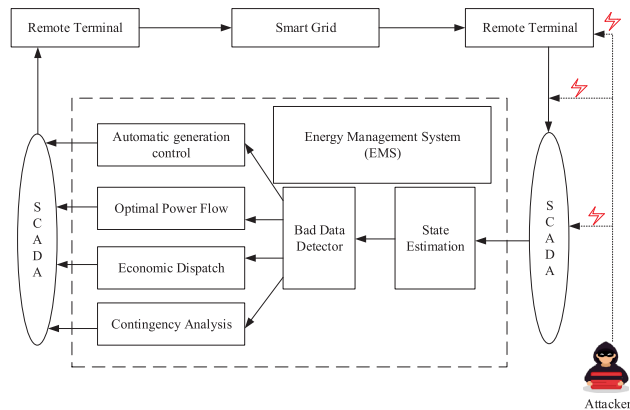 Remote Terminal
Smart Grid
Remote Terminal
Automatic generation
control
Energy Management System
(EMS)
S
C
A
D
A
Optimal Power Flow
Bad Data
Detector
State
Estimation
S
C
A
D
A
Economic Dispatch
Contingency Analysis
Attacker